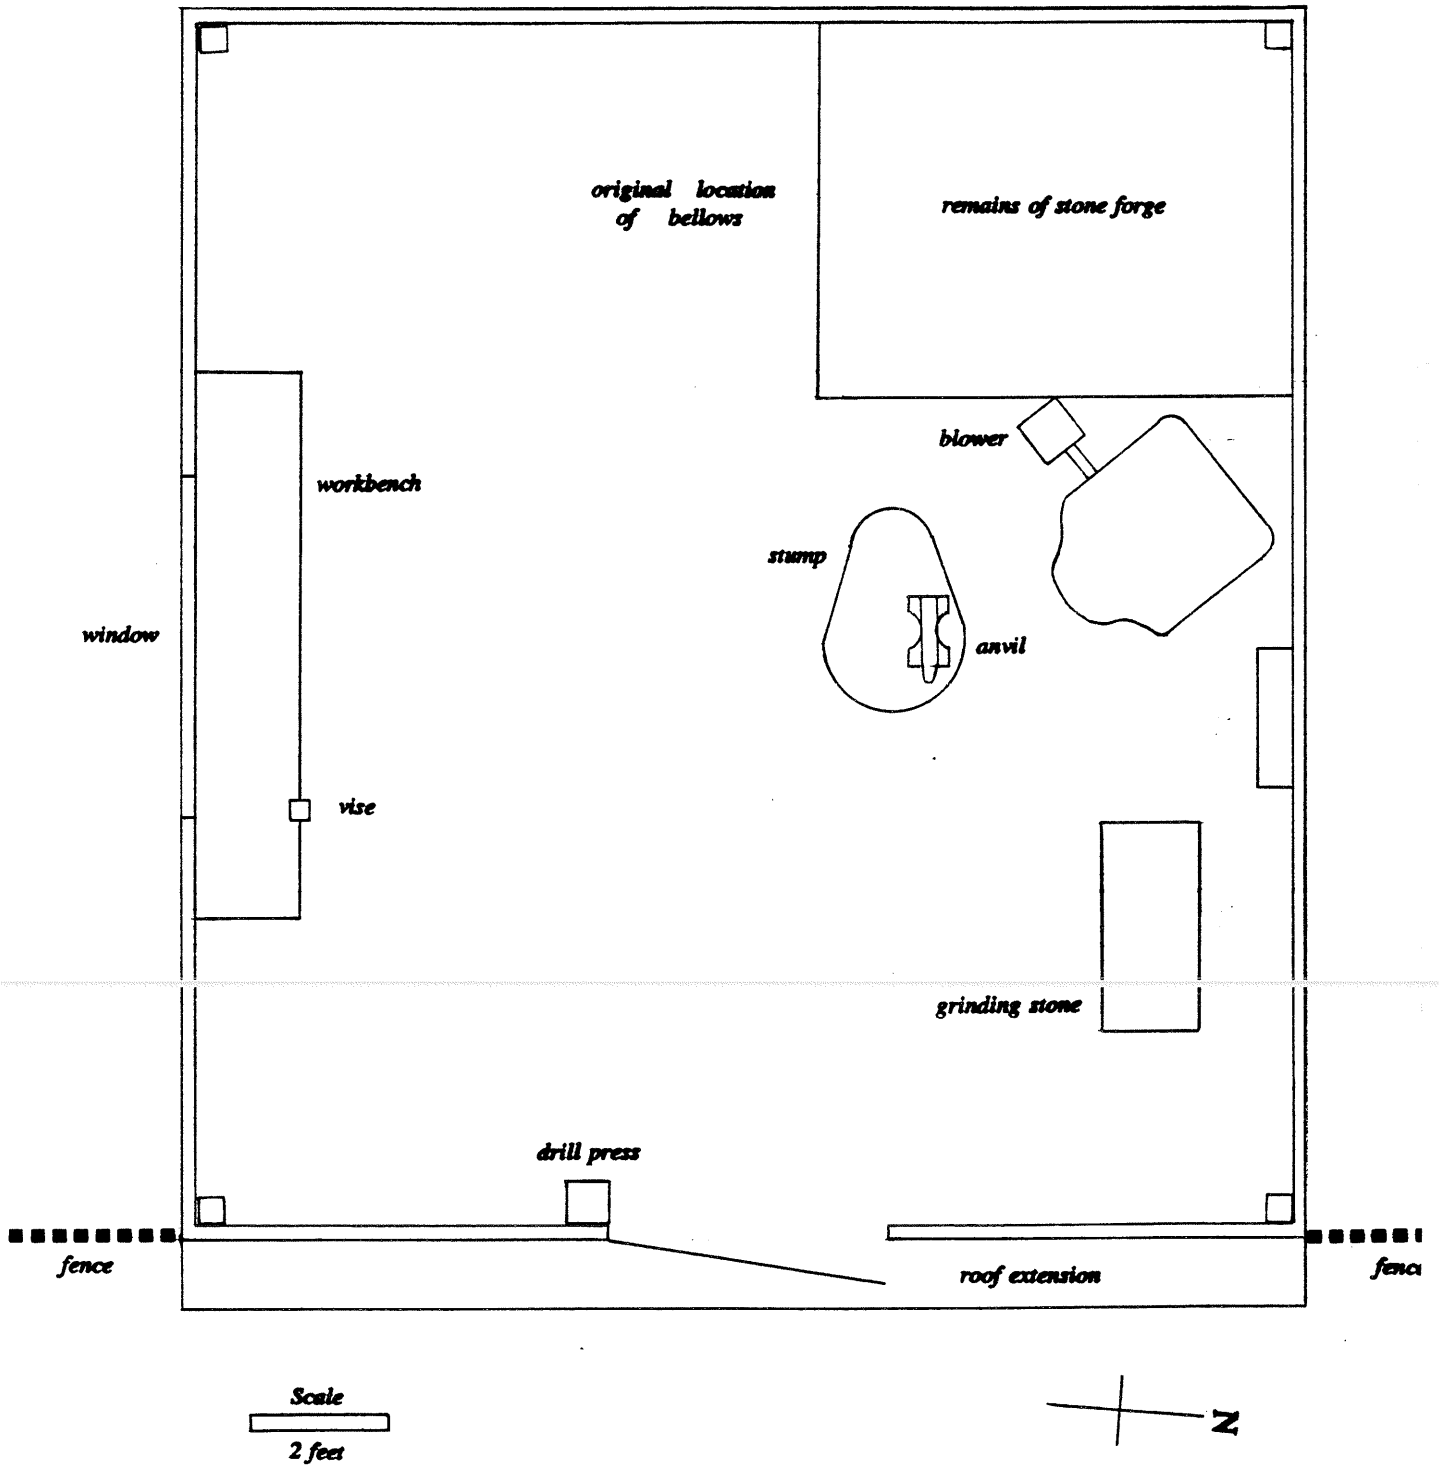 original location
of bellows
remains of stone forge
blower
workbench
stump
window
anvil
vise
grinding stone
drill press
fence
roof extension
fence
Scale
2 feet
N